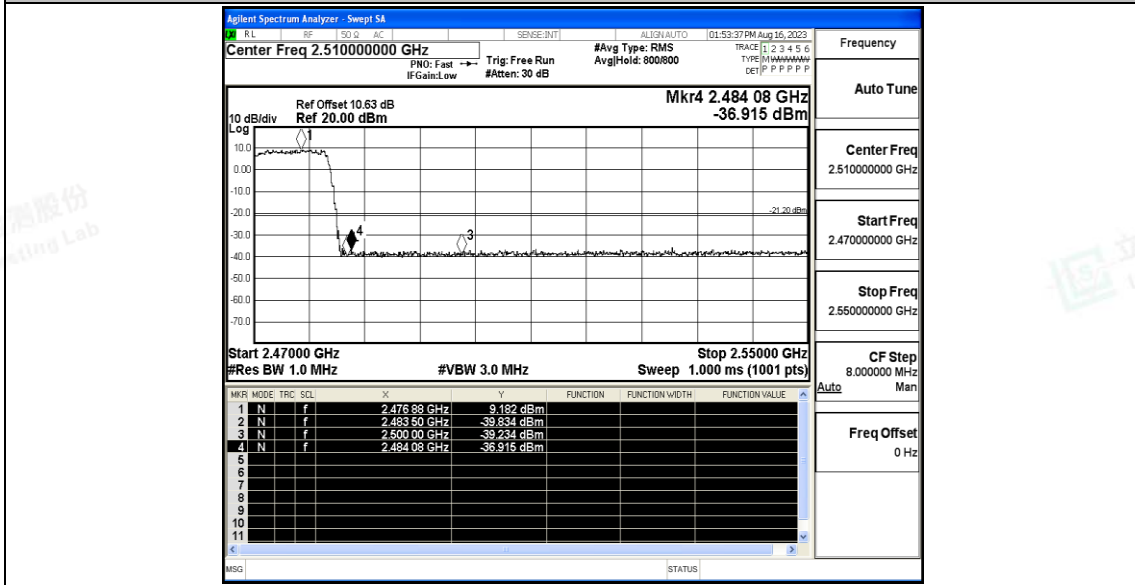 Agilent Spectrum Analyzer - Swept SA
LXI RL RF 50 Ω AC SENSE:INT ALIGNAUTO 01:53:37 PM Aug 16, 2023
Center Freq 2.510000000 GHz
PNO: Fast
IFGain:Low
Trig: Free Run
#Atten: 30 dB
#Avg Type: RMS
Avg|Hold: 800/800
TRACE 1 2 3 4 5 6
TYPE M W W W W W
DET P P P P P P
Mkr4 2.484 08 GHz
-36.915 dBm
Ref Offset 10.63 dB
10 dB/div Ref 20.00 dBm
Log
10.0
0.00
-10.0
-20.0
-30.0
-40.0
-50.0
-60.0
-70.0
1
4
3
-21.20 dBm
Start 2.47000 GHz Stop 2.55000 GHz
#Res BW 1.0 MHz #VBW 3.0 MHz Sweep 1.000 ms (1001 pts)
MKR MODE TRC SCL X Y FUNCTION FUNCTION WIDTH FUNCTION VALUE
1 N f 2.476 88 GHz 9.182 dBm
2 N f 2.483 50 GHz -39.834 dBm
3 N f 2.500 00 GHz -39.234 dBm
4 N f 2.484 08 GHz -36.915 dBm
5
6
7
8
9
10
11
MSG STATUS
Frequency
Auto Tune
Center Freq
2.510000000 GHz
Start Freq
2.470000000 GHz
Stop Freq
2.550000000 GHz
CF Step
8.000000 MHz
Auto Man
Freq Offset
0 Hz
股份
sting Lab
立
LCS